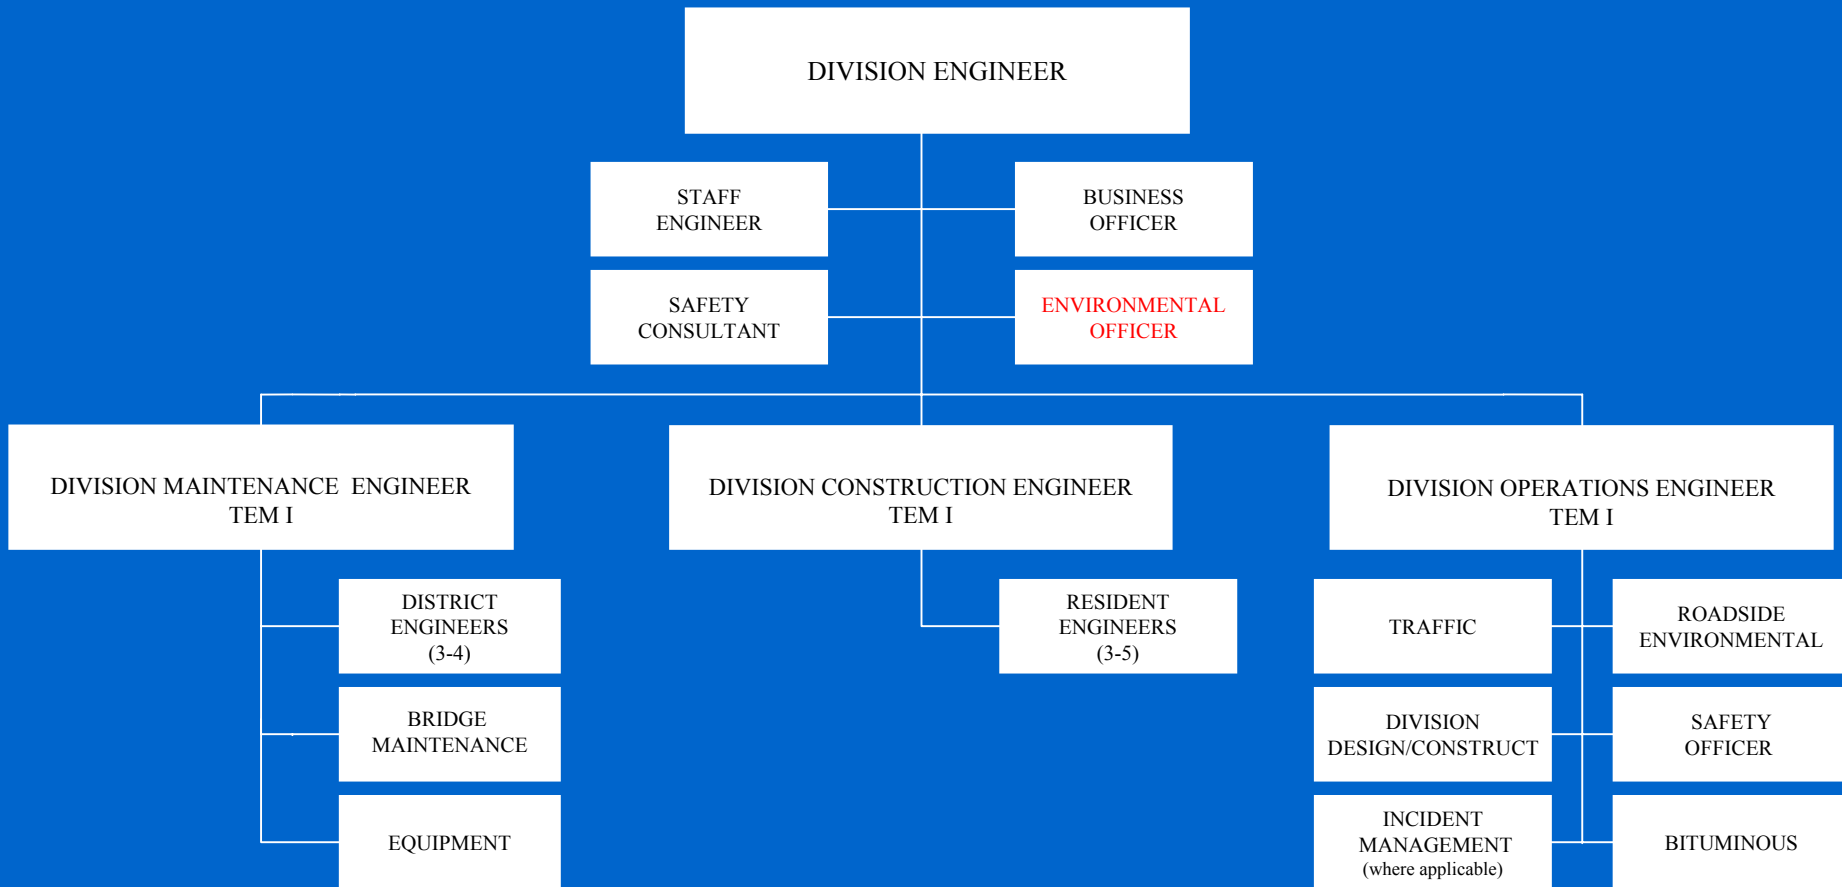 DIVISION ENGINEER
STAFF
ENGINEER
BUSINESS
OFFICER
SAFETY
CONSULTANT
ENVIRONMENTAL
OFFICER
DIVISION MAINTENANCE ENGINEER
TEM I
DIVISION CONSTRUCTION ENGINEER
TEM I
DIVISION OPERATIONS ENGINEER
TEM I
DISTRICT
ENGINEERS
(3-4)
BRIDGE
MAINTENANCE
EQUIPMENT
RESIDENT
ENGINEERS
(3-5)
TRAFFIC
ROADSIDE
ENVIRONMENTAL
DIVISION
DESIGN/CONSTRUCT
SAFETY
OFFICER
INCIDENT
MANAGEMENT
(where applicable)
BITUMINOUS